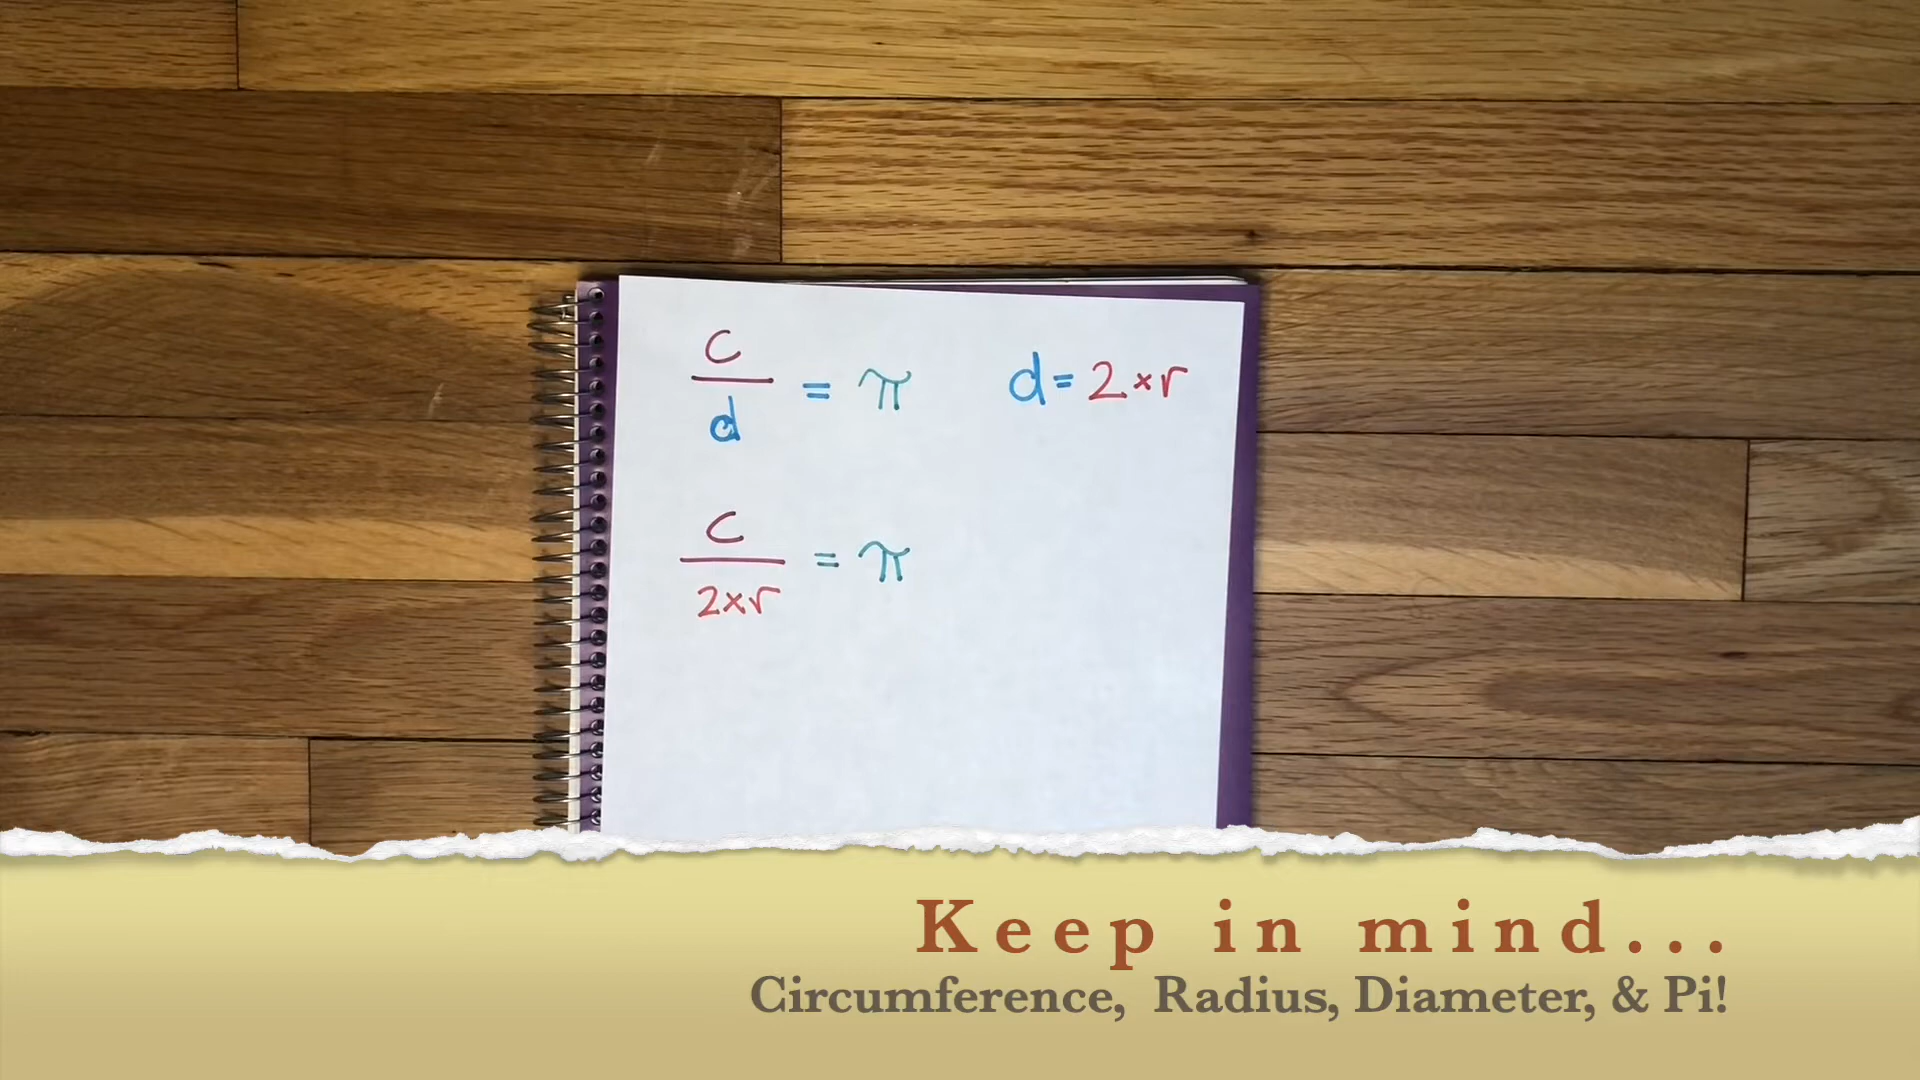 C/d = π   d = 2 × r
C/2×r = π
Keep in mind...
Circumference, Radius, Diameter, & Pi!